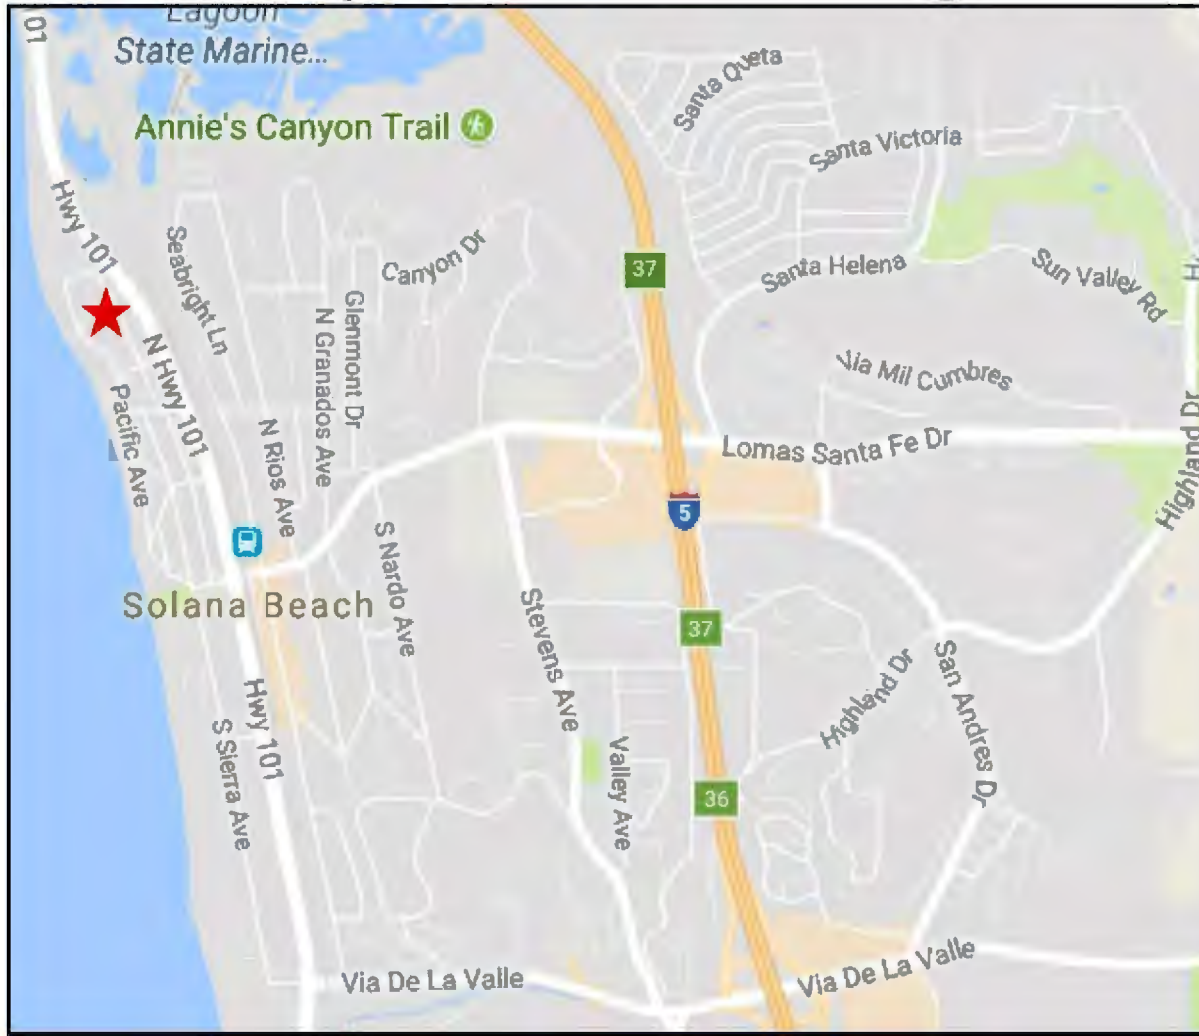 101
Lagoon
State Marine...
Annie's Canyon Trail
Santa Queta
Santa Victoria
Hwy 101
Seabright Ln
Canyon Dr
37
Santa Helena
Sun Valley Rd
Glenmont Dr
N Granados Ave
N Hwy 101
Via Mil Cumbres
Pacific Ave
N Rios Ave
Lomas Santa Fe Dr
Highland Dr
5
S Nardo Ave
Solana Beach
Stevens Ave
37
Highland Dr
San Andres Dr
Hwy 101
S Sierra Ave
Valley Ave
36
Via De La Valle
Via De La Valle